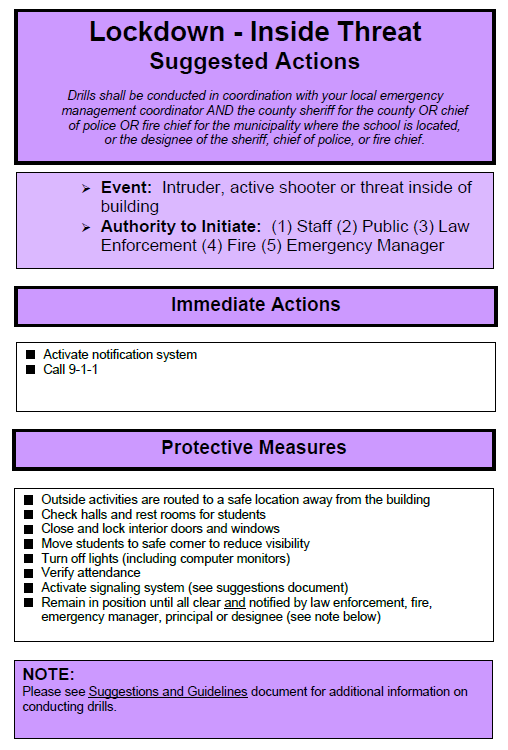 Lockdown - Inside Threat
Suggested Actions
Drills shall be conducted in coordination with your local emergency
management coordinator AND the county sheriff for the county OR chief
of police OR fire chief for the municipality where the school is located,
or the designee of the sheriff, chief of police, or fire chief.
➢ Event: Intruder, active shooter or threat inside of
building
➢ Authority to Initiate: (1) Staff (2) Public (3) Law
Enforcement (4) Fire (5) Emergency Manager
Immediate Actions
■ Activate notification system
■ Call 9-1-1
Protective Measures
■ Outside activities are routed to a safe location away from the building
■ Check halls and rest rooms for students
■ Close and lock interior doors and windows
■ Move students to safe corner to reduce visibility
■ Turn off lights (including computer monitors)
■ Verify attendance
■ Activate signaling system (see suggestions document)
■ Remain in position until all clear and notified by law enforcement, fire,
emergency manager, principal or designee (see note below)
NOTE:
Please see Suggestions and Guidelines document for additional information on
conducting drills.